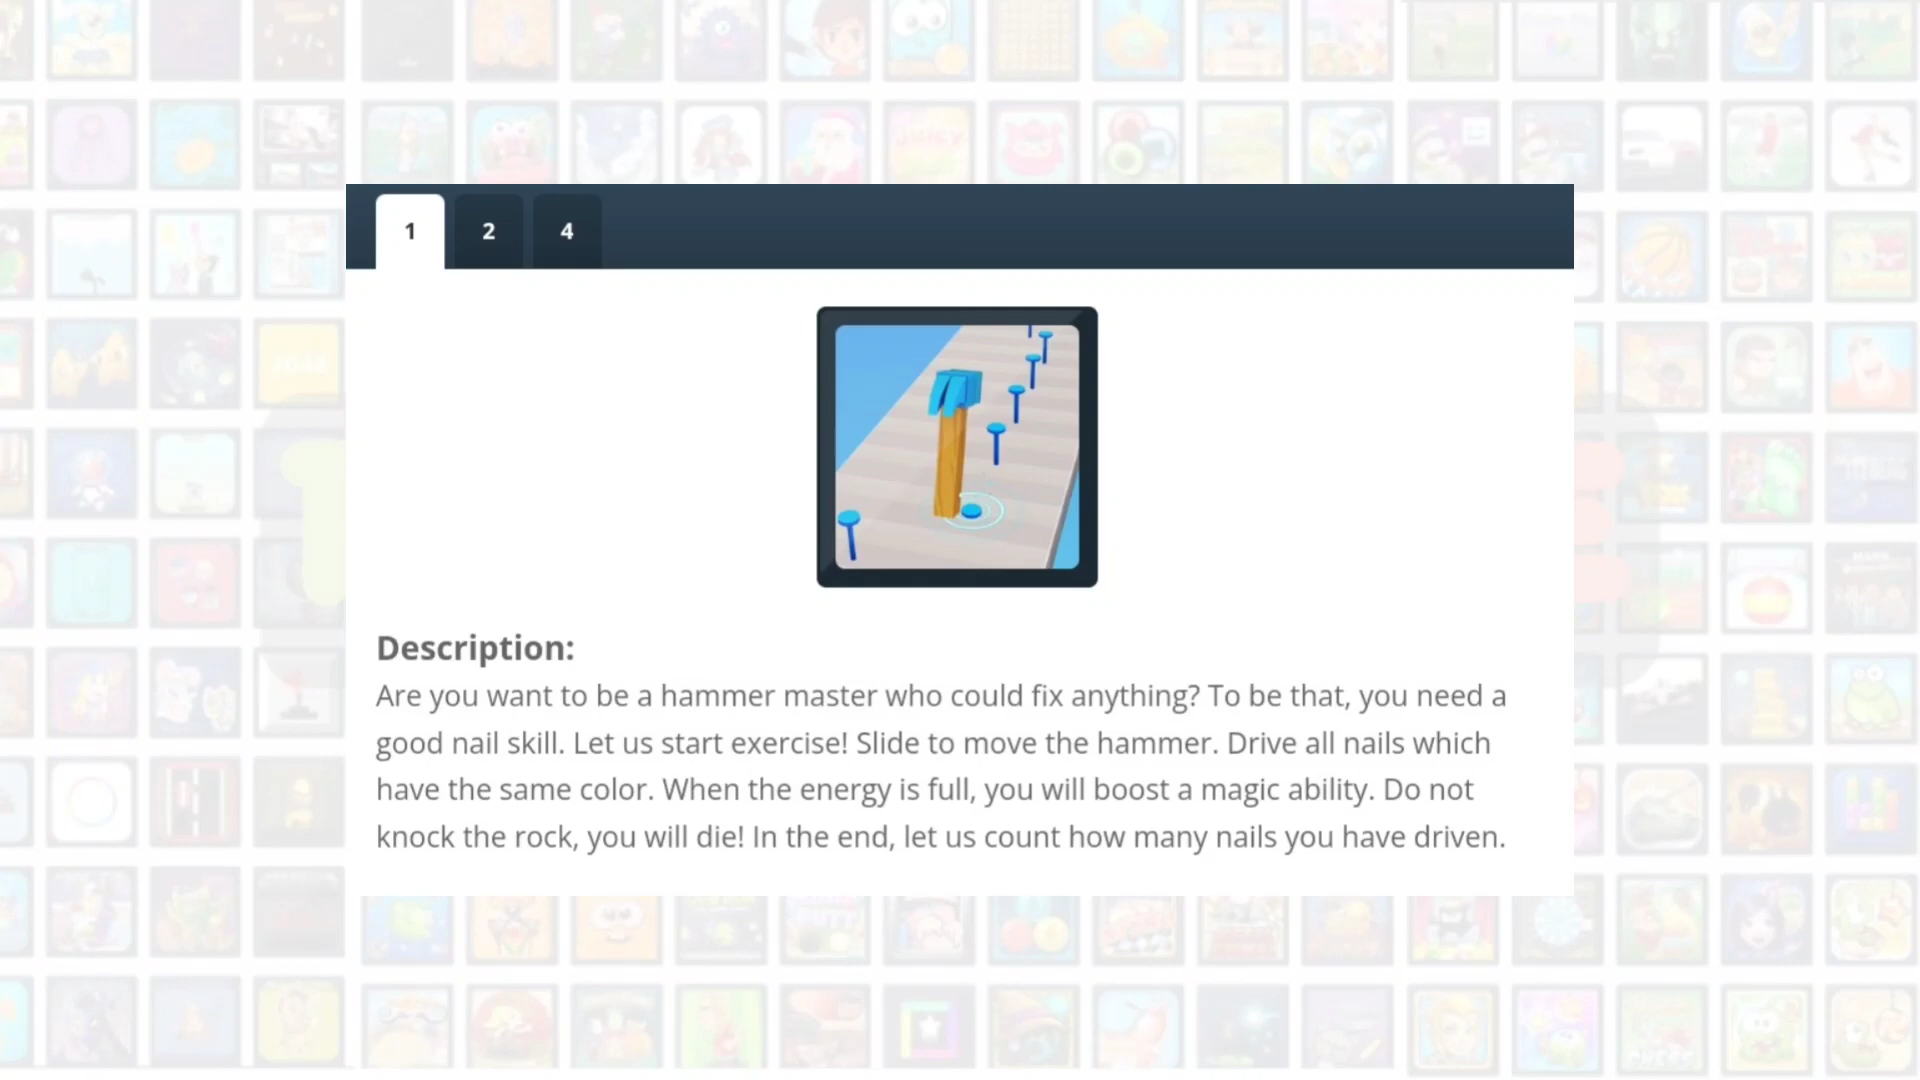 1 2 4
Description:
Are you want to be a hammer master who could fix anything? To be that, you need a
good nail skill. Let us start exercise! Slide to move the hammer. Drive all nails which
have the same color. When the energy is full, you will boost a magic ability. Do not
knock the rock, you will die! In the end, let us count how many nails you have driven.